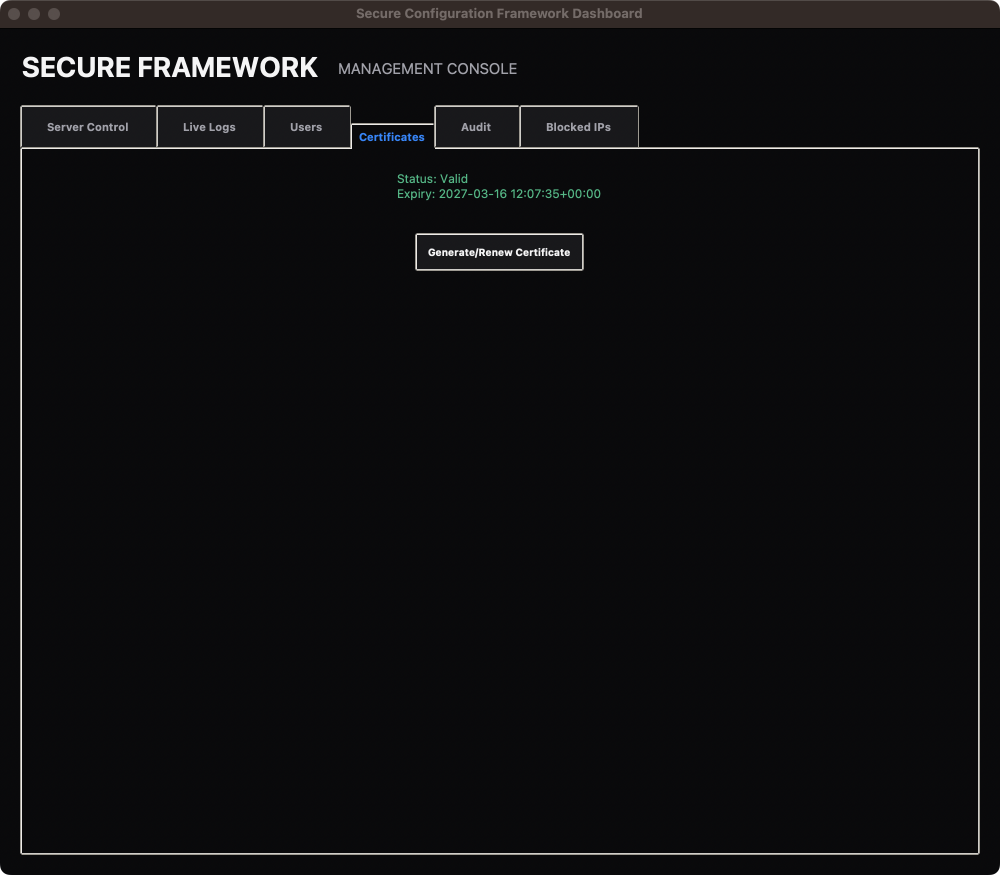 Secure Configuration Framework Dashboard
SECURE FRAMEWORK MANAGEMENT CONSOLE
Server Control Live Logs Users Certificates Audit Blocked IPs
Status: Valid
Expiry: 2027-03-16 12:07:35+00:00
Generate/Renew Certificate